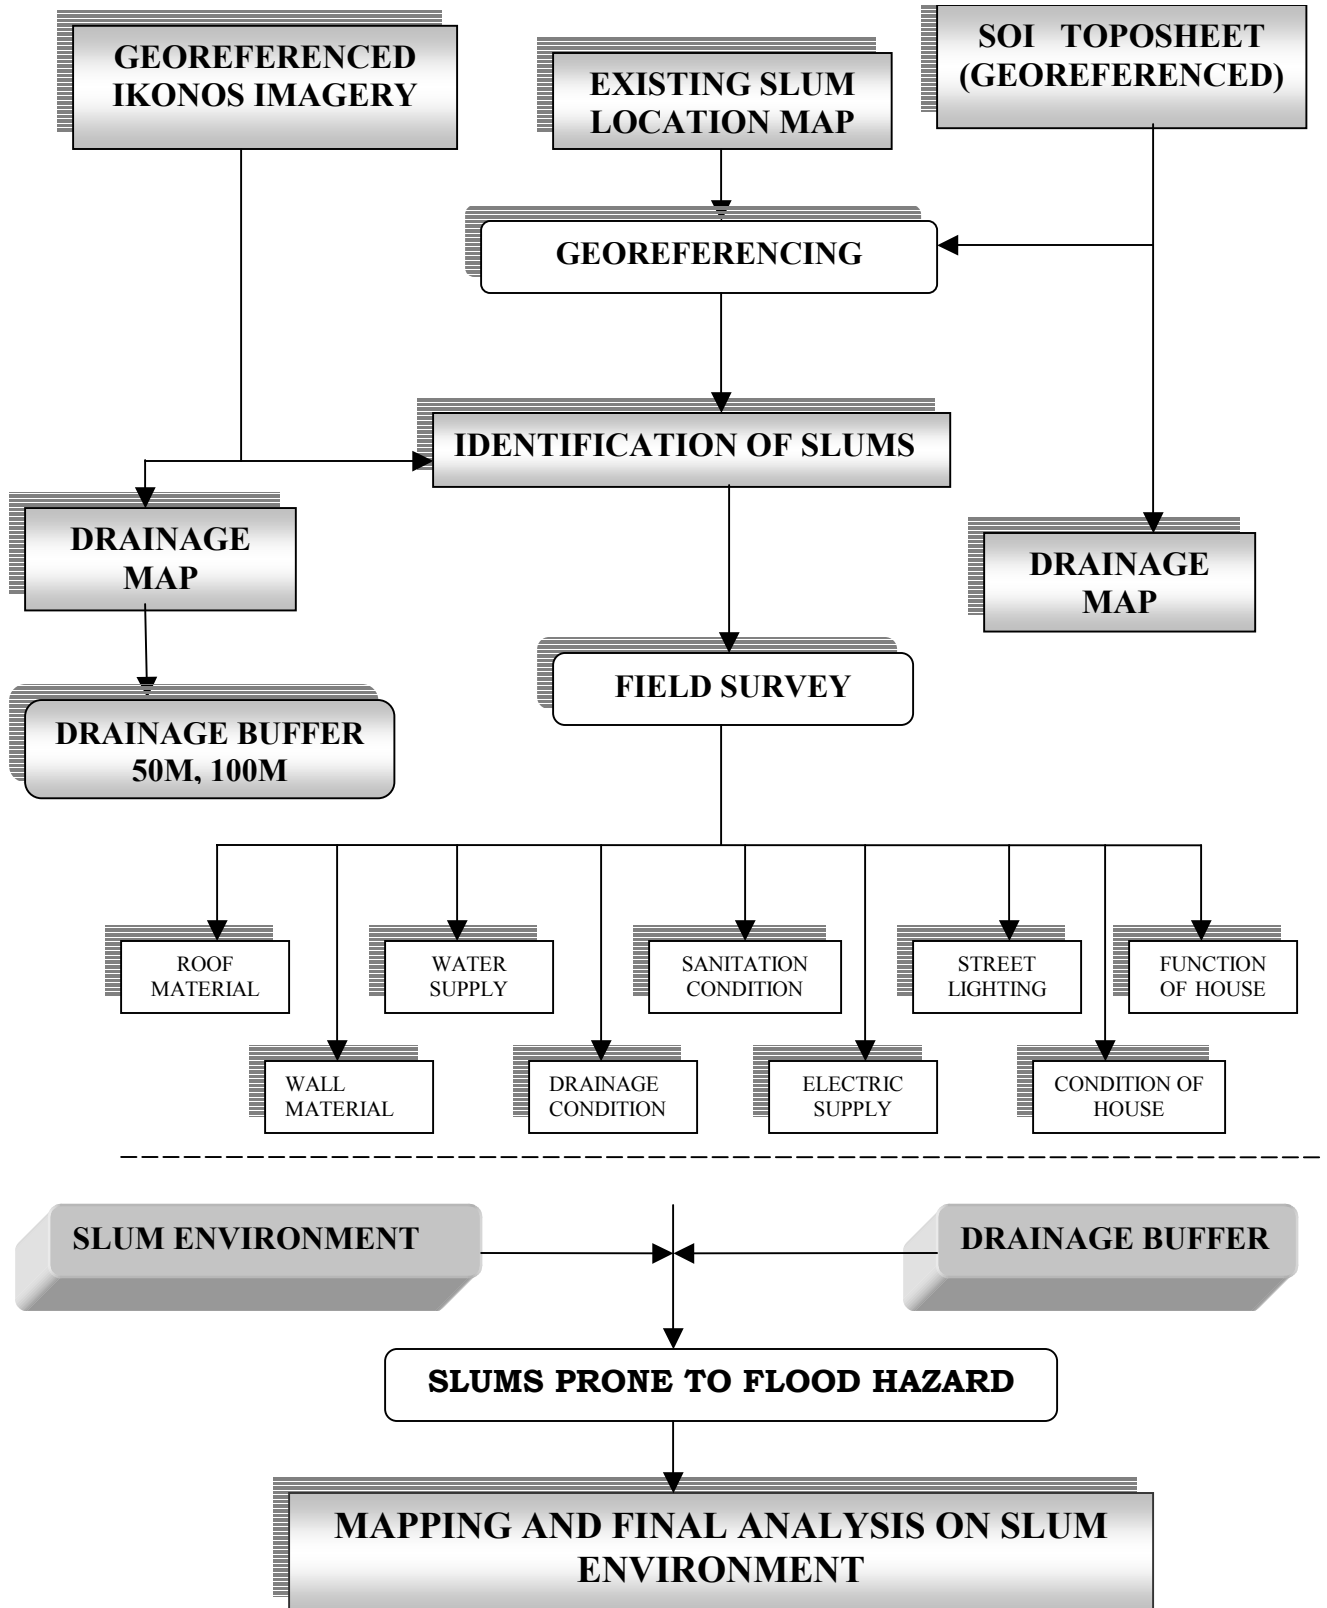 GEOREFERENCED
IKONOS IMAGERY
EXISTING SLUM
LOCATION MAP
SOI TOPOSHEET
(GEOREFERENCED)
GEOREFERENCING
IDENTIFICATION OF SLUMS
DRAINAGE
MAP
DRAINAGE
MAP
FIELD SURVEY
DRAINAGE BUFFER
50M, 100M
ROOF
MATERIAL
WATER
SUPPLY
SANITATION
CONDITION
STREET
LIGHTING
FUNCTION
OF HOUSE
WALL
MATERIAL
DRAINAGE
CONDITION
ELECTRIC
SUPPLY
CONDITION OF
HOUSE
SLUM ENVIRONMENT
DRAINAGE BUFFER
SLUMS PRONE TO FLOOD HAZARD
MAPPING AND FINAL ANALYSIS ON SLUM
ENVIRONMENT